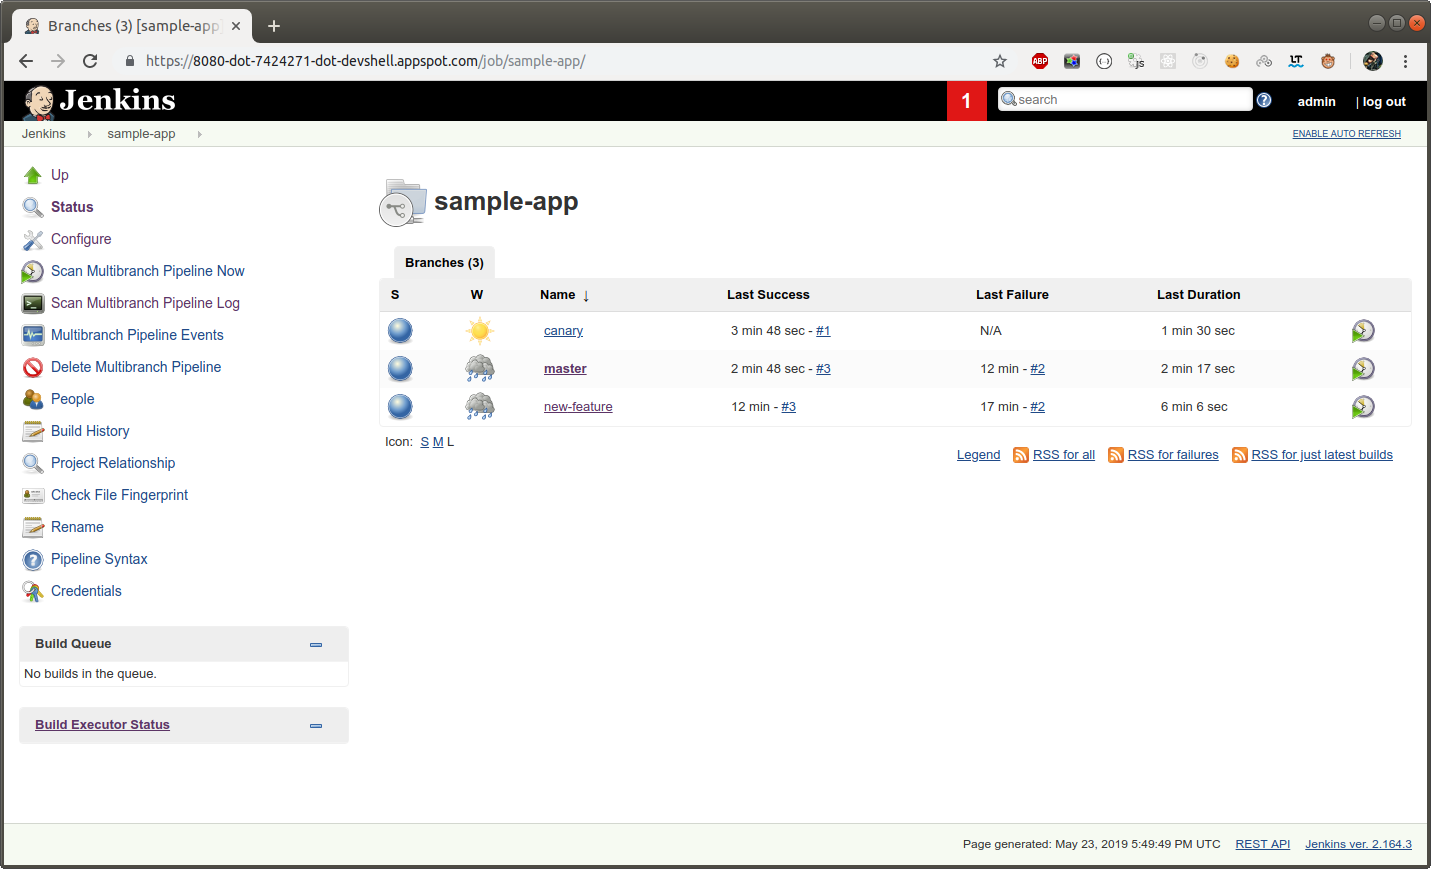 Branches (3) [sample-app
https://8080-dot-7424271-dot-devshell.appspot.com/job/sample-app/
ABP
JS
LT
Jenkins
1
search
admin
| log out
Jenkins
sample-app
ENABLE AUTO REFRESH
Up
Status
Configure
Scan Multibranch Pipeline Now
Scan Multibranch Pipeline Log
Multibranch Pipeline Events
Delete Multibranch Pipeline
People
Build History
Project Relationship
Check File Fingerprint
Rename
Pipeline Syntax
Credentials
Build Queue
No builds in the queue.
Build Executor Status
sample-app
Branches (3)
S W Name ↓ Last Success Last Failure Last Duration
canary 3 min 48 sec - #1 N/A 1 min 30 sec
master 2 min 48 sec - #3 12 min - #2 2 min 17 sec
new-feature 12 min - #3 17 min - #2 6 min 6 sec
Icon: S M L
Legend RSS for all RSS for failures RSS for just latest builds
Page generated: May 23, 2019 5:49:49 PM UTC REST API Jenkins ver. 2.164.3